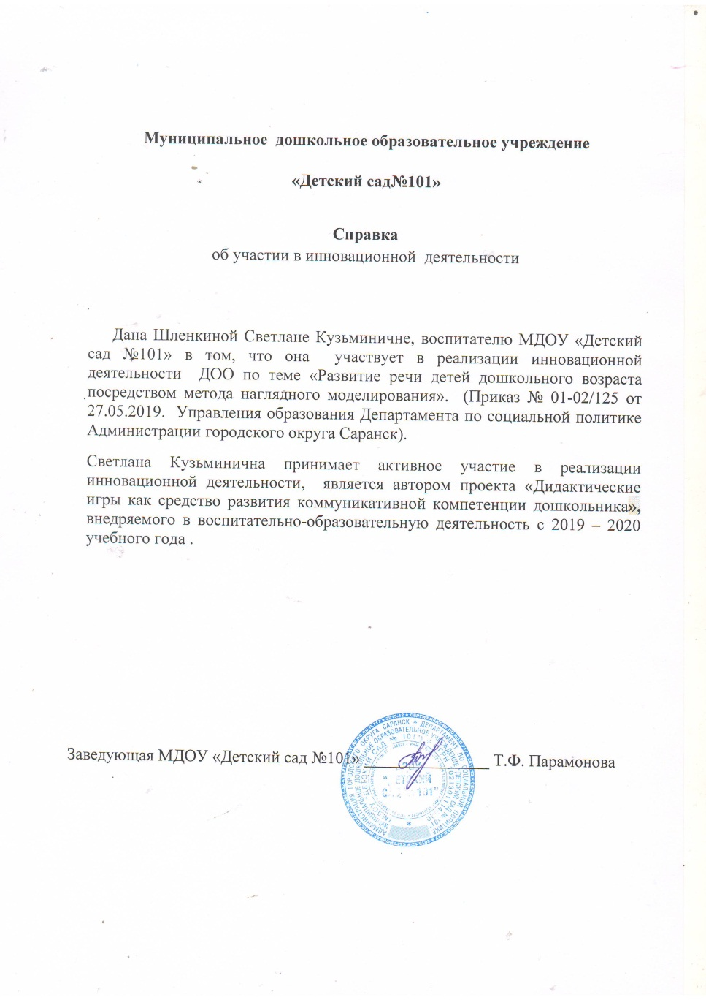 Муниципальное дошкольное образовательное учреждение
«Детский сад№101»
Справка
об участии в инновационной деятельности
Дана Шленкиной Светлане Кузьминичне, воспитателю МДОУ «Детский
сад №101» в том, что она участвует в реализации инновационной
деятельности ДОО по теме «Развитие речи детей дошкольного возраста
посредством метода наглядного моделирования». (Приказ № 01-02/125 от
27.05.2019. Управления образования Департамента по социальной политике
Администрации городского округа Саранск).
Светлана Кузьминична принимает активное участие в реализации
инновационной деятельности, является автором проекта «Дидактические
игры как средство развития коммуникативной компетенции дошкольника»,
внедряемого в воспитательно-образовательную деятельность с 2019 – 2020
учебного года .
Заведующая МДОУ «Детский сад №101» Т.Ф. Парамонова
АДМИНИСТРАЦИЯ ГОРОДСКОГО ОКРУГА САРАНСК * ДЕПАРТАМЕНТ ПО СОЦИАЛЬНОЙ ПОЛИТИКЕ
МУНИЦИПАЛЬНОЕ ДОШКОЛЬНОЕ ОБРАЗОВАТЕЛЬНОЕ УЧРЕЖДЕНИЕ "ДЕТСКИЙ САД № 101"